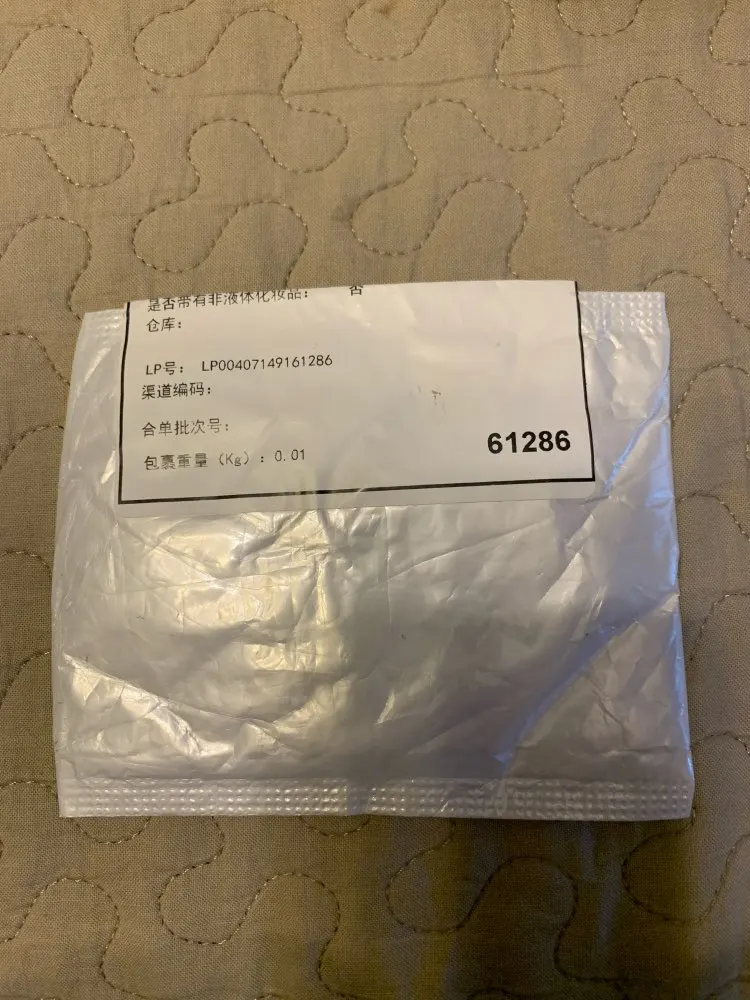 是否带有非液体化妆品： 否
仓库：
LP号： LP00407149161286
渠道编码：
合单批次号：
61286
包裹重量（Kg）：0.01